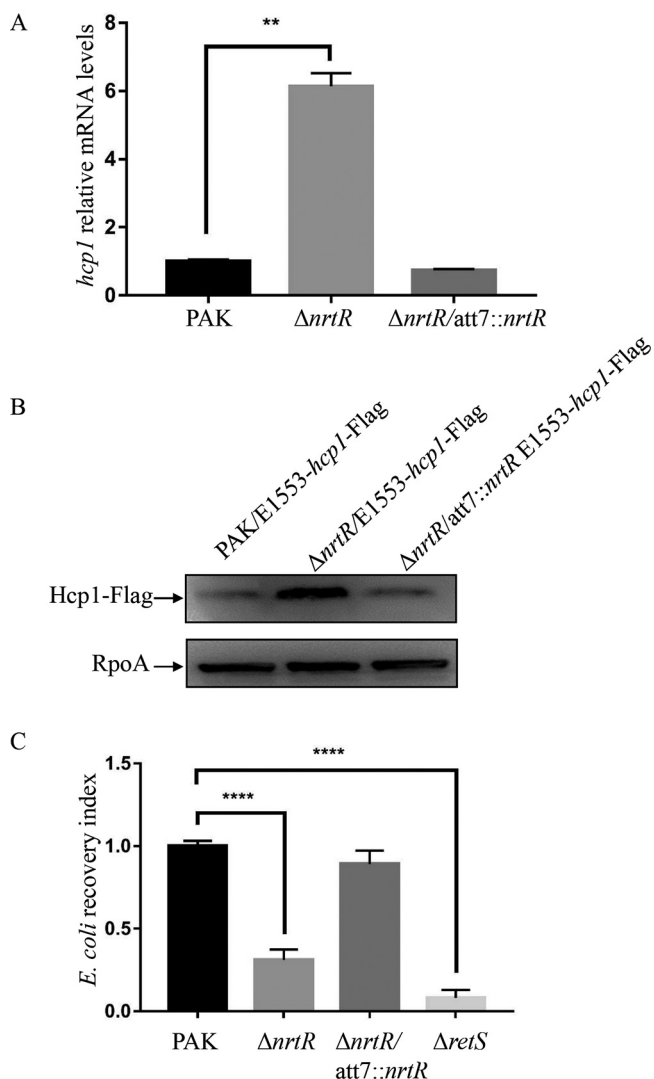 A
**
hcp1 relative mRNA levels
8
6
4
2
0
PAK
ΔnrtR
ΔnrtR/att7::nrtR
B
PAK/E1553-hcp1-Flag
ΔnrtR/E1553-hcp1-Flag
ΔnrtR/att7::nrtR E1553-hcp1-Flag
Hcp1-Flag
RpoA
C
****
****
E. coli recovery index
1.5
1.0
0.5
0.0
PAK
ΔnrtR
ΔnrtR/
att7::nrtR
ΔretS